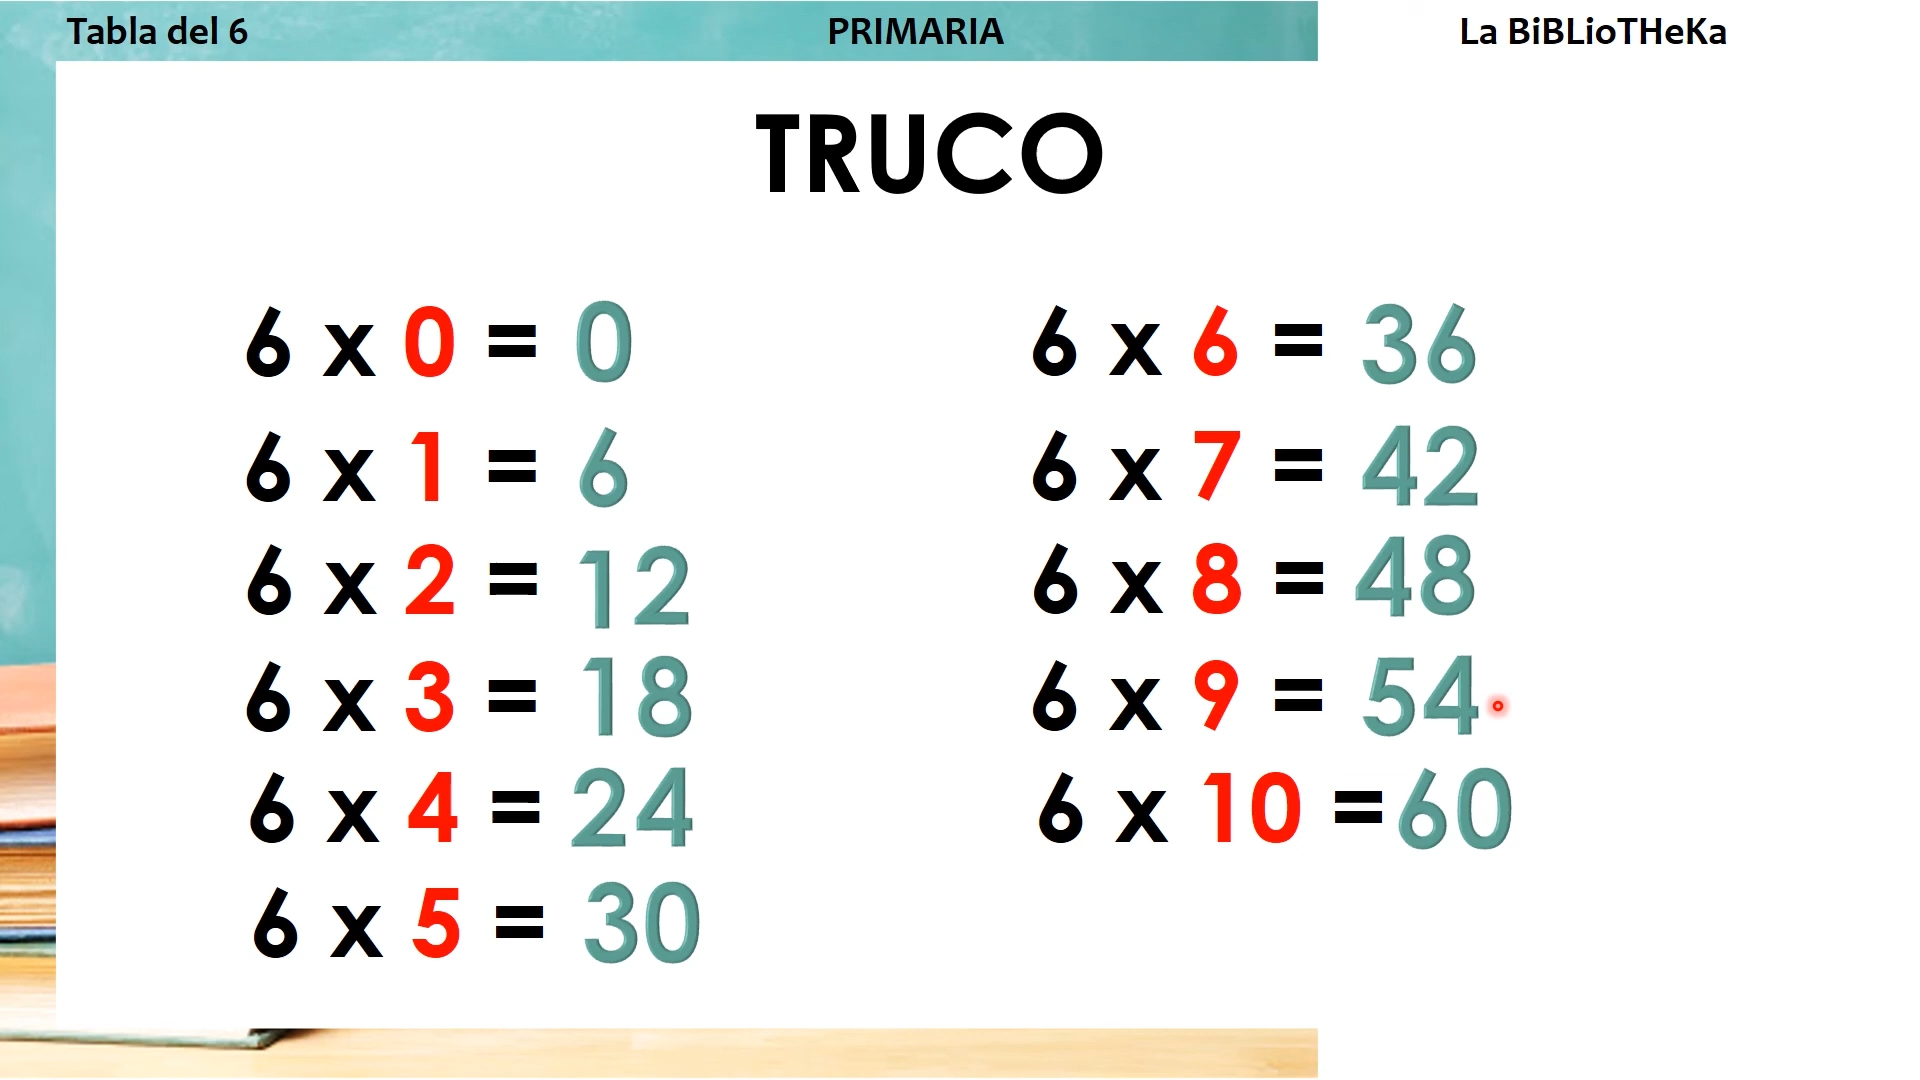 Tabla del 6
PRIMARIA
La BiBLioTHeKa
TRUCO
6 x 0 = 0
6 x 1 = 6
6 x 2 = 12
6 x 3 = 18
6 x 4 = 24
6 x 5 = 30
6 x 6 = 36
6 x 7 = 42
6 x 8 = 48
6 x 9 = 54
6 x 10 = 60